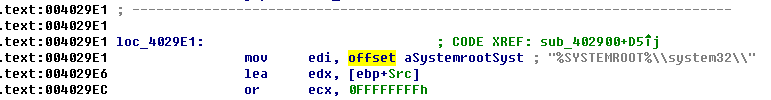 .text:004029E1 ; ---------------------------------------------------------------------------
.text:004029E1
.text:004029E1 loc_4029E1:                             ; CODE XREF: sub_402900+D5↑j
.text:004029E1                 mov     edi, offset aSystemrootSyst ; "%SYSTEMROOT%\\system32\\"
.text:004029E6                 lea     edx, [ebp+Src]
.text:004029EC                 or      ecx, 0FFFFFFFFh